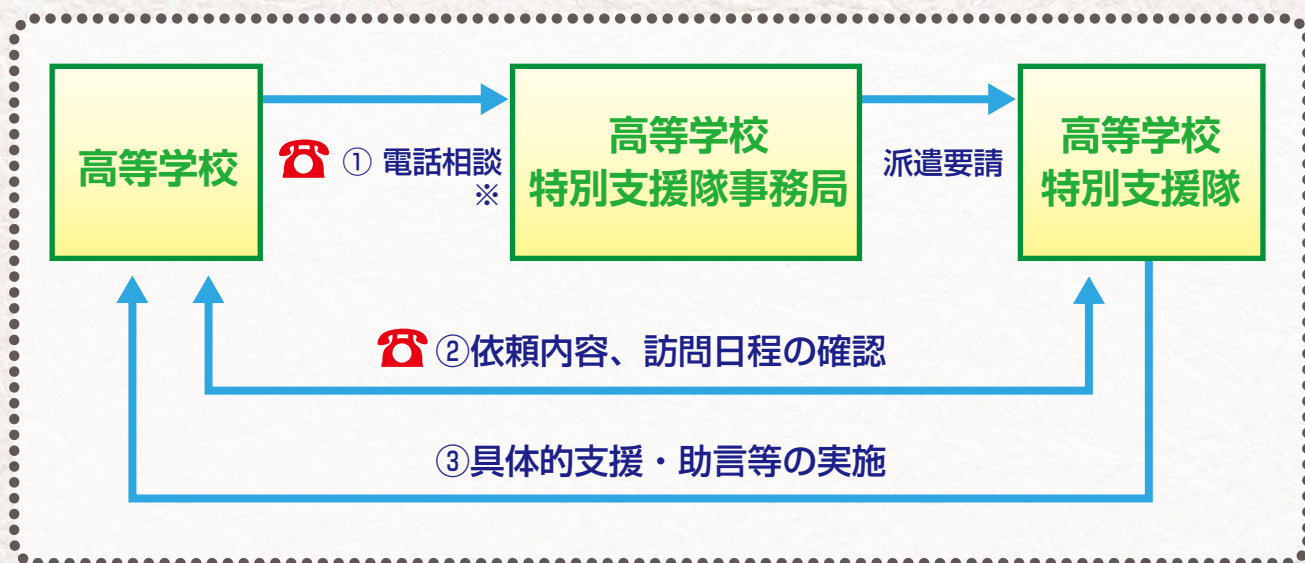 高等学校
☎ ① 電話相談
※
高等学校
特別支援隊事務局
派遣要請
高等学校
特別支援隊
☎ ②依頼内容、訪問日程の確認
③具体的支援・助言等の実施